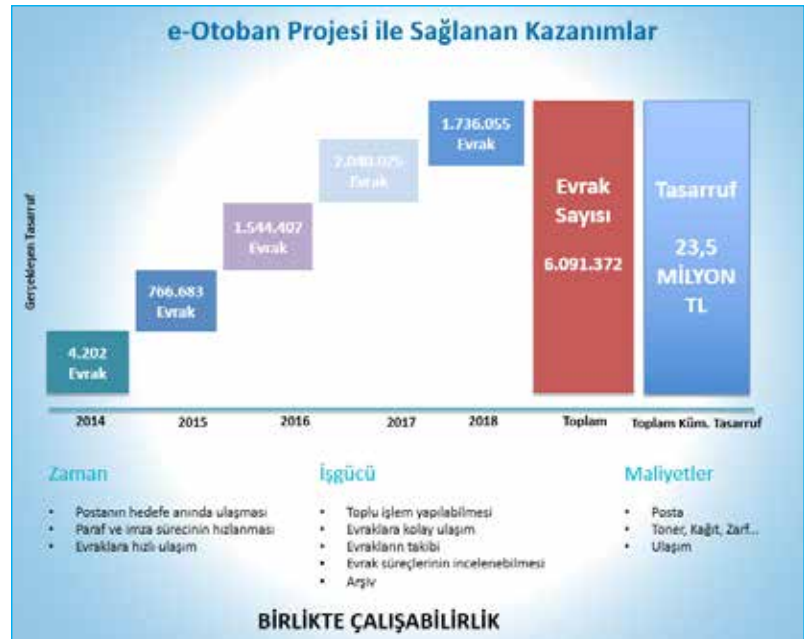 e-Otoban Projesi ile Sağlanan Kazanımlar
Gerçekleşen Tasarruf
4.202
Evrak
766.683
Evrak
1.544.407
Evrak
2.040.025
Evrak
1.736.055
Evrak
Evrak
Sayısı
6.091.372
Tasarruf
23,5
MİLYON
TL
2014
2015
2016
2017
2018
Toplam
Toplam Küm. Tasarruf
Zaman
• Postanın hedefe anında ulaşması
• Paraf ve imza sürecinin hızlanması
• Evraklara hızlı ulaşım
İşgücü
• Toplu işlem yapılabilmesi
• Evraklara kolay ulaşım
• Evrakların takibi
• Evrak süreçlerinin incelenebilmesi
• Arşiv
Maliyetler
• Posta
• Toner, Kağıt, Zarf...
• Ulaşım
BİRLİKTE ÇALIŞABİLİRLİK